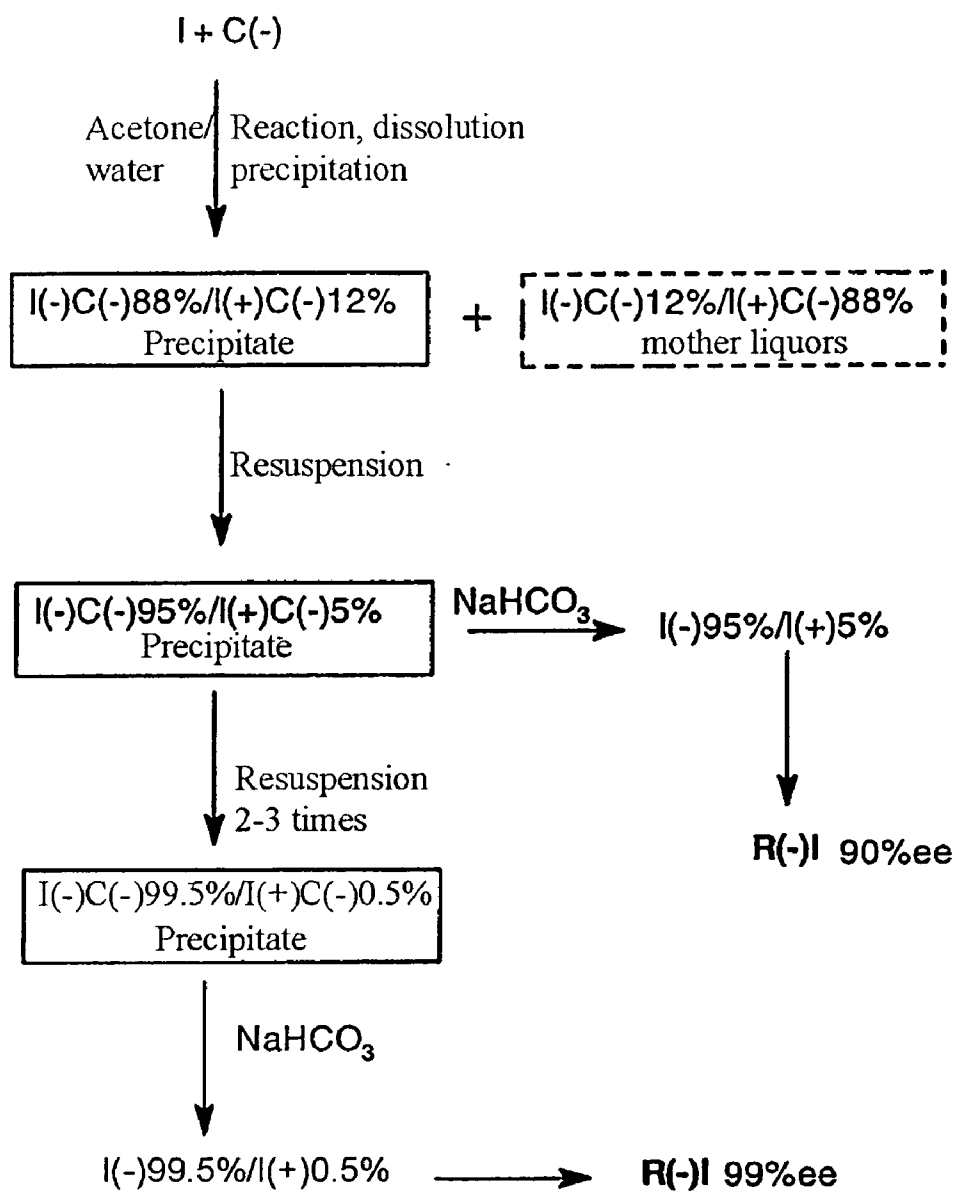 I + C(-)
Acetone/ Reaction, dissolution
water precipitation
I(-)C(-)88%/I(+)C(-)12%
Precipitate
+
I(-)C(-)12%/I(+)C(-)88%
mother liquors
Resuspension
I(-)C(-)95%/I(+)C(-)5%
Precipitate
NaHCO₃
I(-)95%/I(+)5%
Resuspension
2-3 times
R(-)I 90%ee
I(-)C(-)99.5%/I(+)C(-)0.5%
Precipitate
NaHCO₃
I(-)99.5%/I(+)0.5%
R(-)I 99%ee